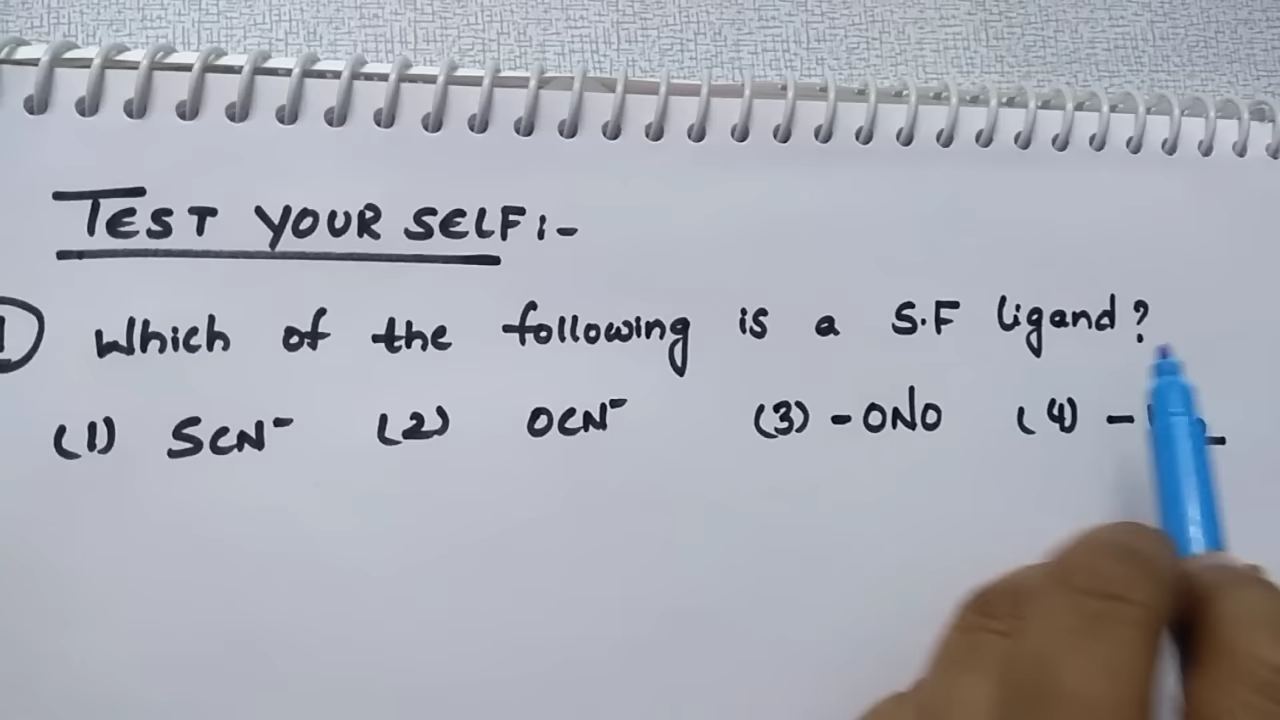 TEST YOUR SELF:-
1 Which of the following is a S.F ligand?
(1) SCN⁻ (2) OCN⁻ (3) -ONO (4) -